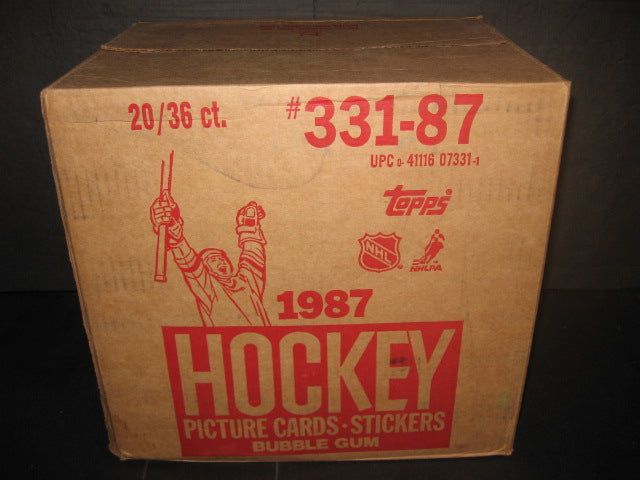 20/36 ct.
#331-87
UPC 0- 41116 07331-1
Topps
NHL
NHLPA
1987
HOCKEY
PICTURE CARDS • STICKERS
BUBBLE GUM